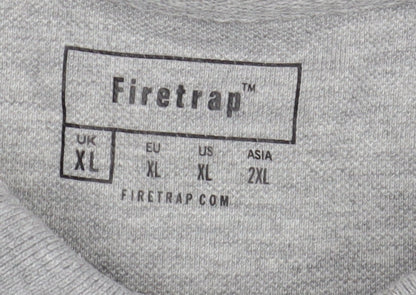 Firetrap™
UK EU US ASIA
XL XL XL 2XL
FIRETRAP.COM